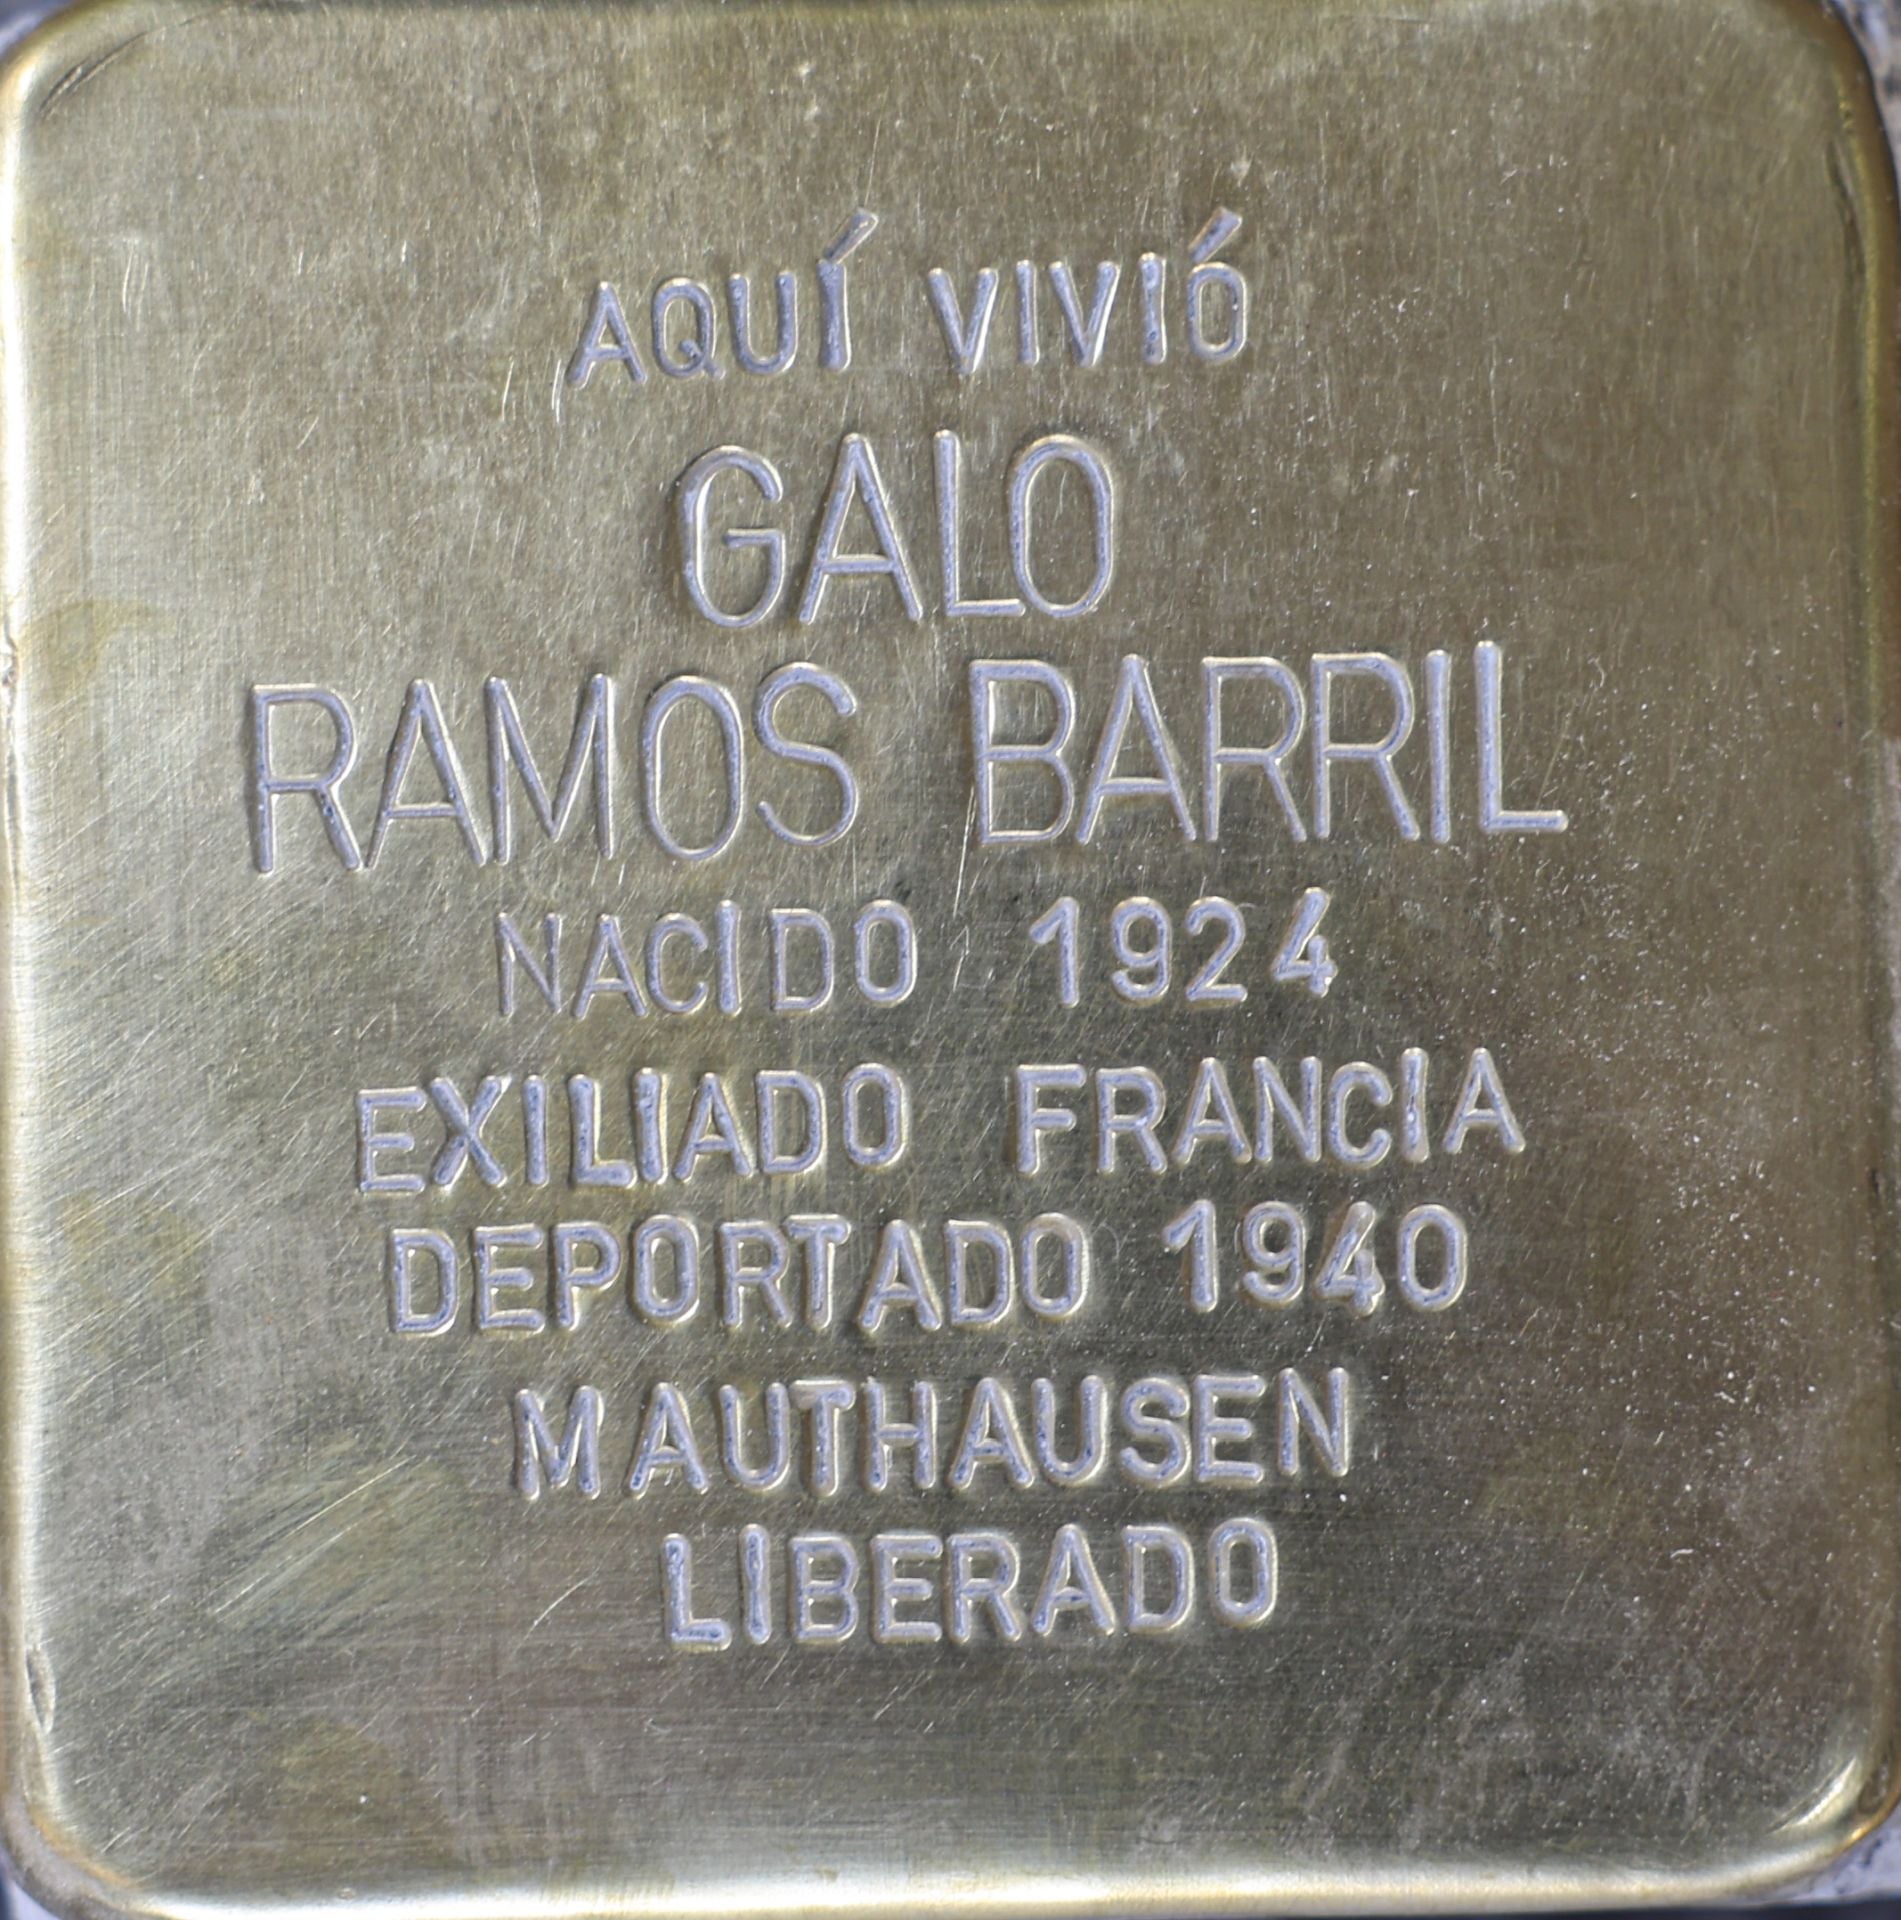 AQUÍ VIVIÓ
GALO
RAMOS BARRIL
NACIDO 1924
EXILIADO FRANCIA
DEPORTADO 1940
MAUTHAUSEN
LIBERADO